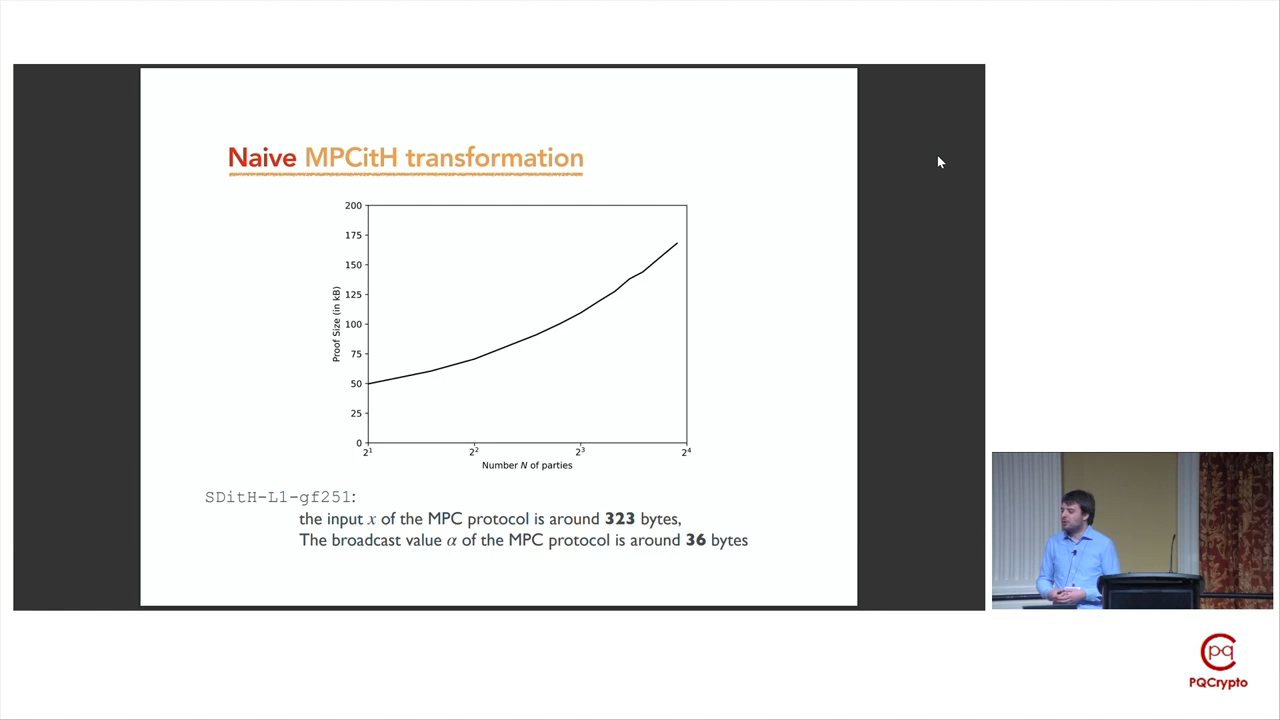 Naive MPCitH transformation
200
175
150
125
100
75
50
25
0
Proof Size (in kB)
2¹ 2² 2³ 2⁴
Number N of parties
SDitH-L1-gf251:
the input x of the MPC protocol is around 323 bytes,
The broadcast value α of the MPC protocol is around 36 bytes
pq
PQCrypto